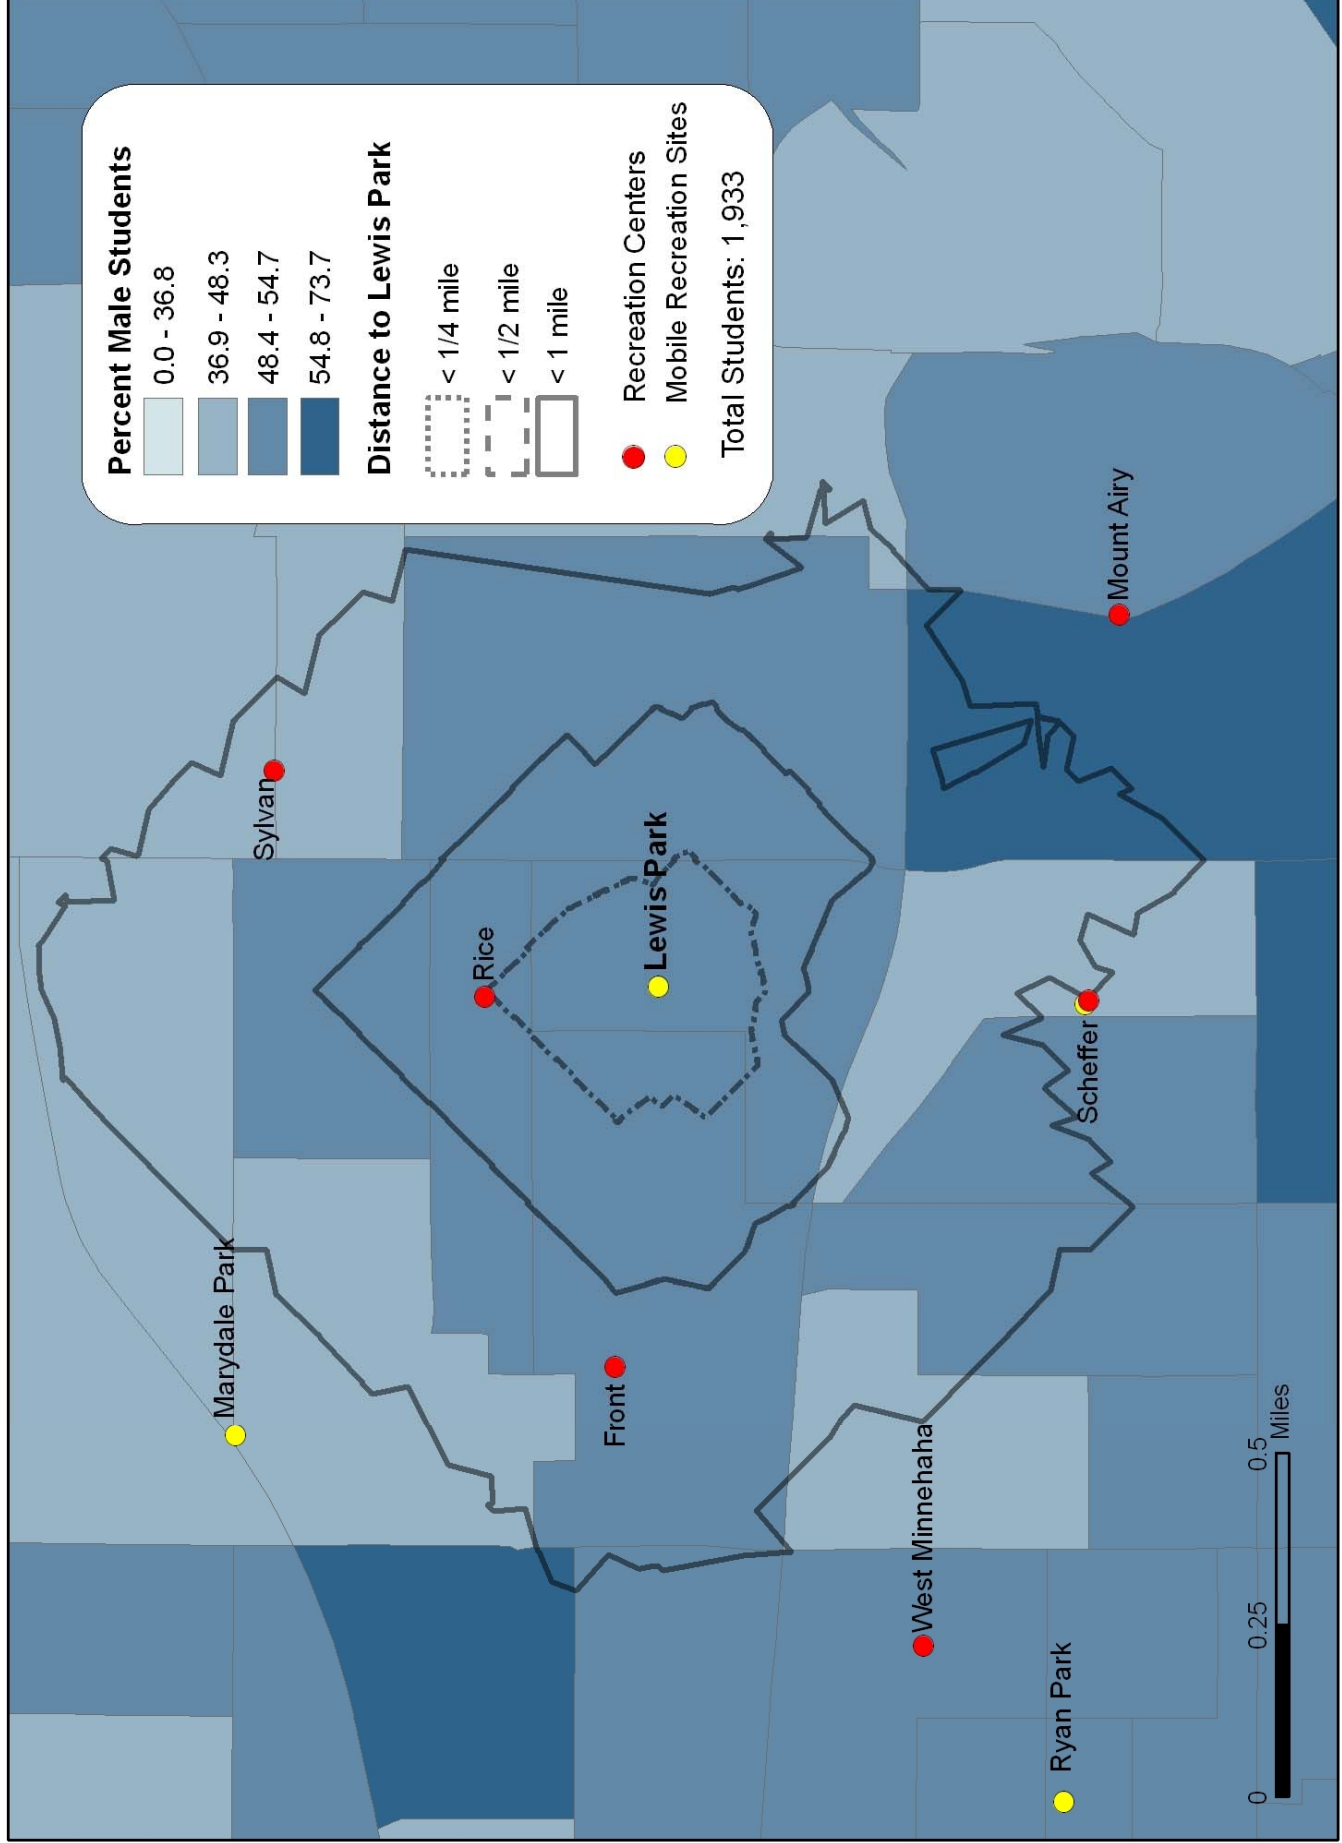 Percent Male Students
0.0 - 36.8
36.9 - 48.3
48.4 - 54.7
54.8 - 73.7
Distance to Lewis Park
< 1/4 mile
< 1/2 mile
< 1 mile
Recreation Centers
Mobile Recreation Sites
Total Students: 1,933
Marydale Park
Sylvan
Rice
Front
Lewis Park
West Minnehaha
Ryan Park
Scheffer
Mount Airy
0
0.25
0.5
Miles